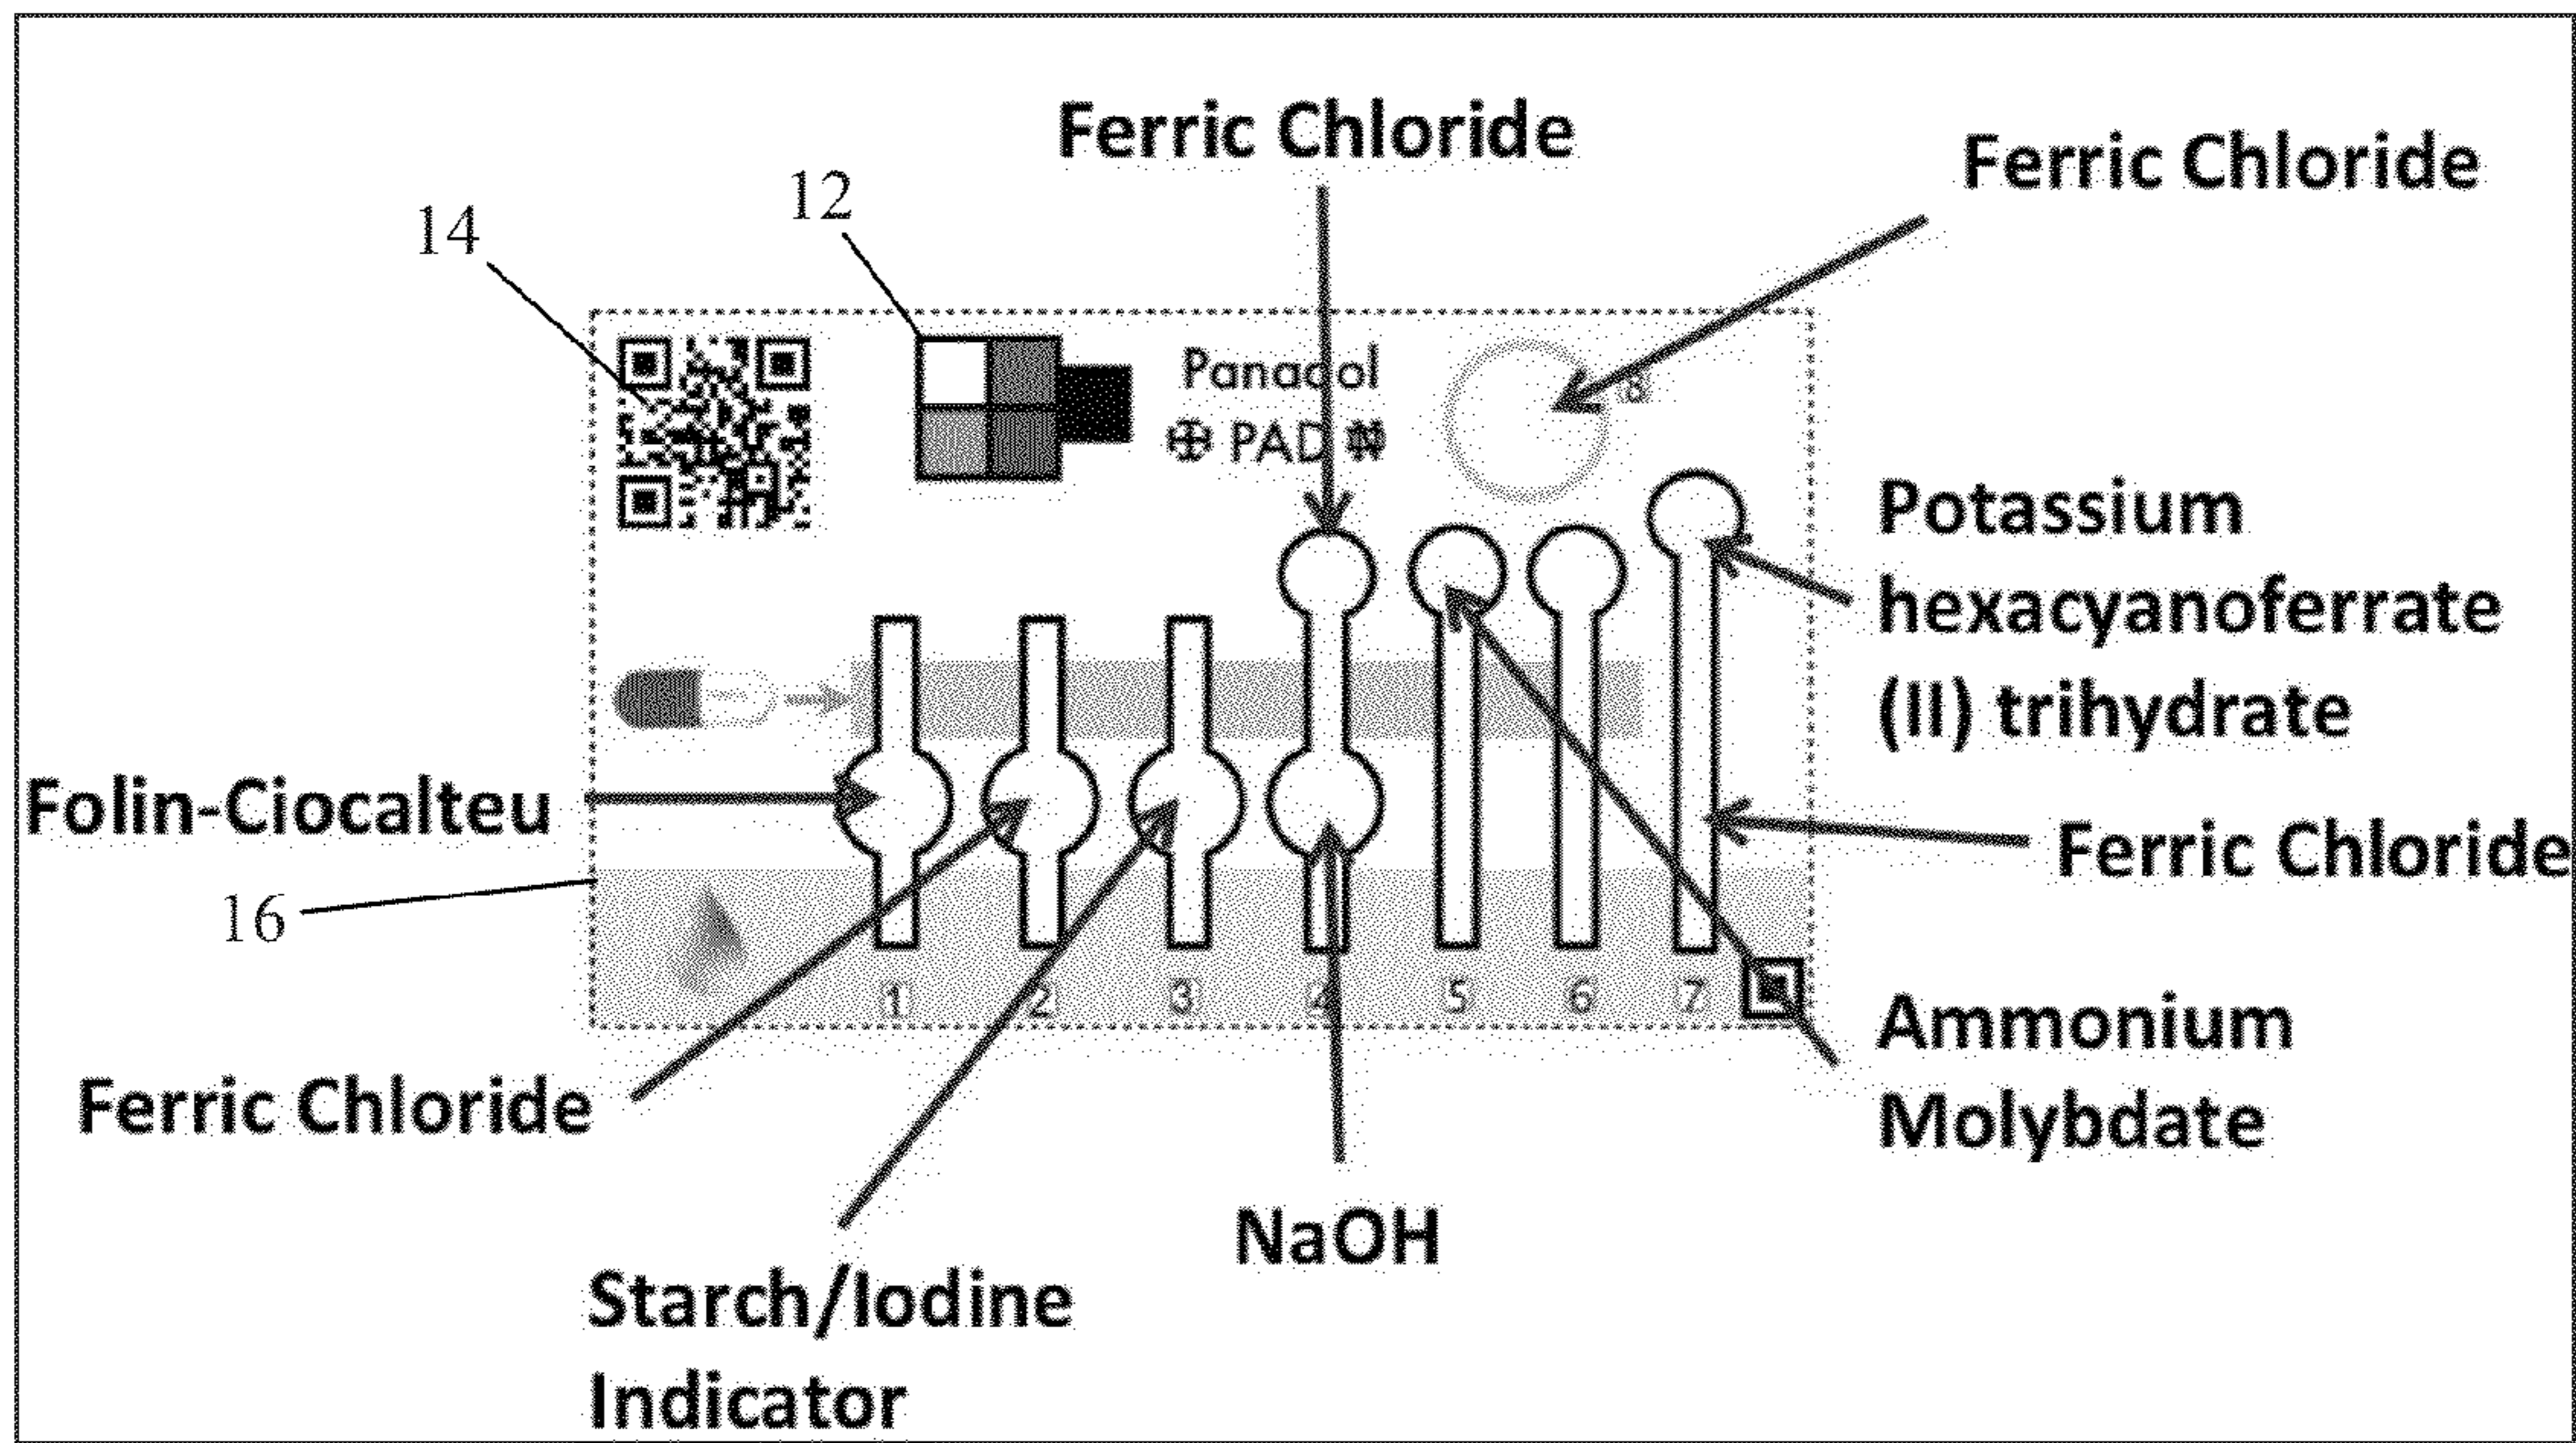 Ferric Chloride
Ferric Chloride
14
12
Panadol
PAD
8
Potassium
hexacyanoferrate
(II) trihydrate
Folin-Ciocalteu
Ferric Chloride
16
1 2 3 4 5 6 7
Ammonium
Molybdate
Ferric Chloride
NaOH
Starch/Iodine
Indicator